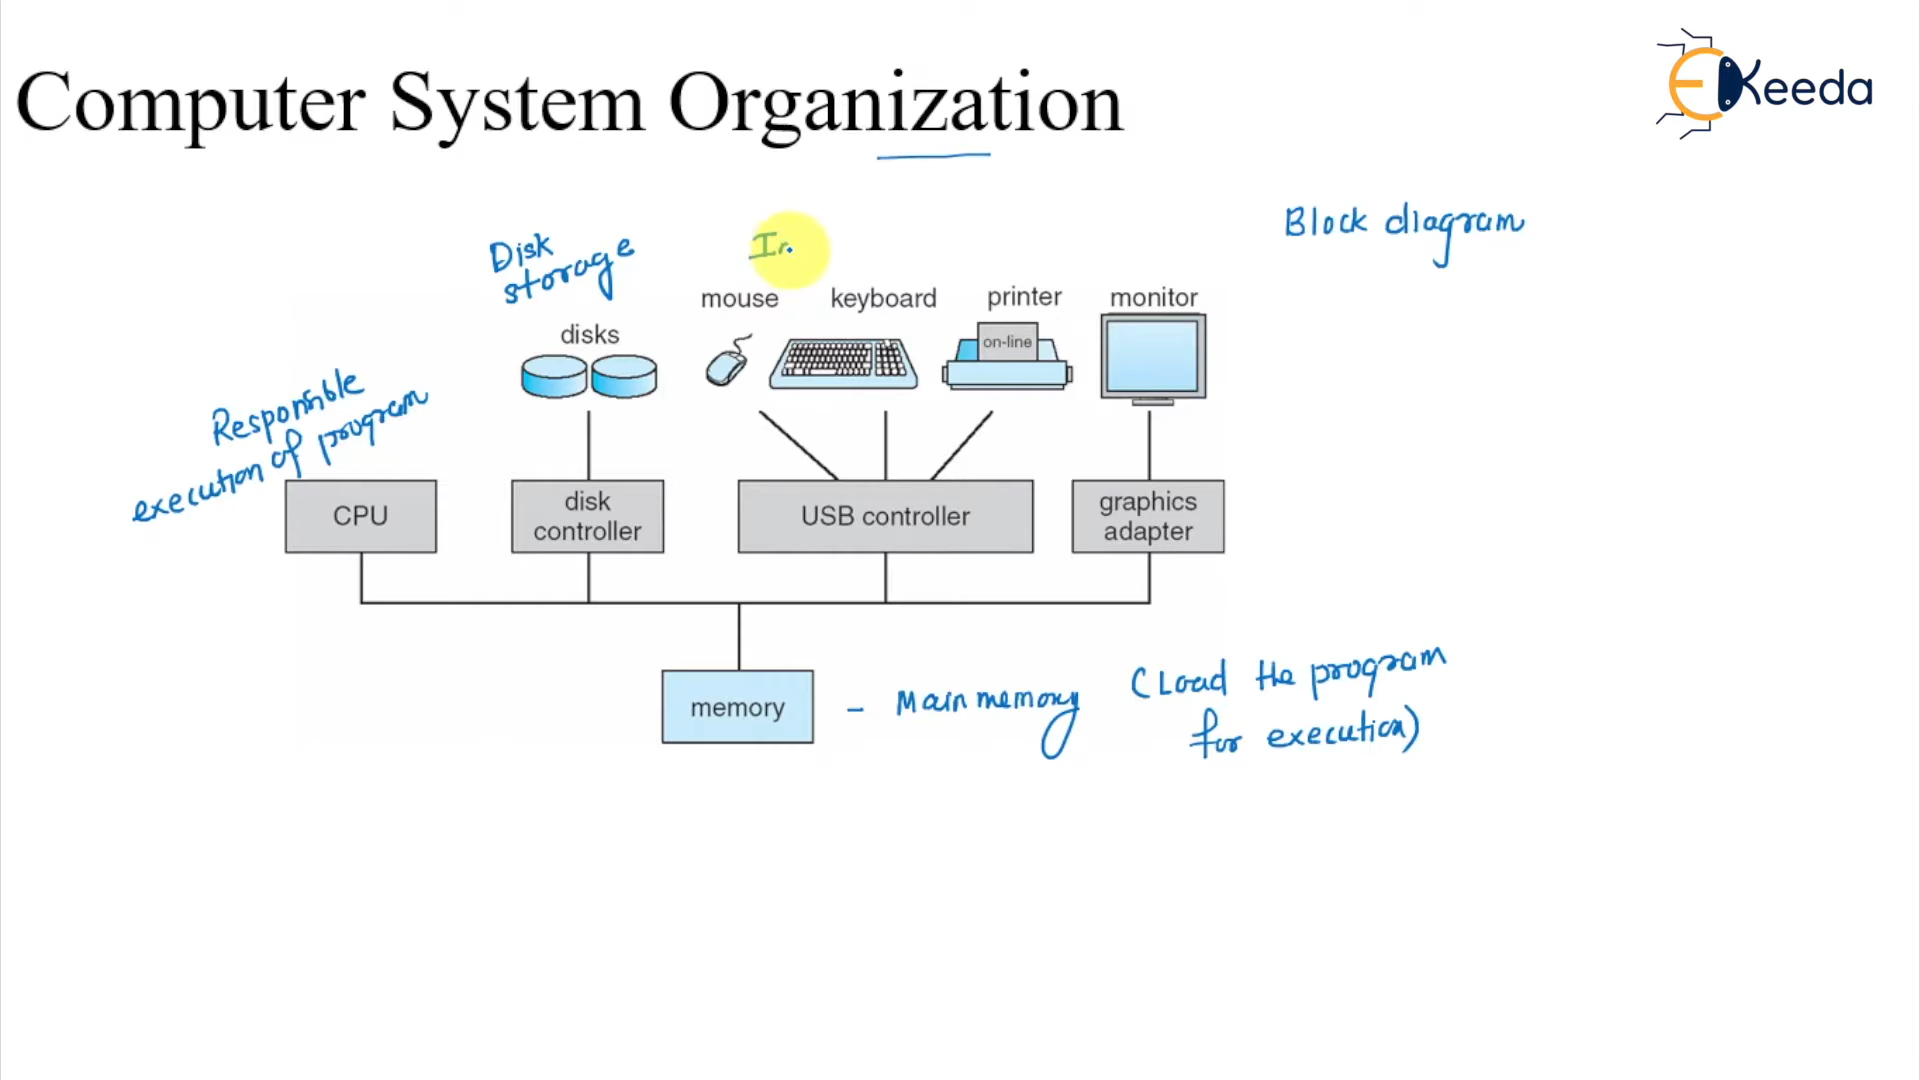 Computer System Organization
EKeeda
Block diagram
Disk
storage
In
mouse
keyboard
printer
monitor
disks
on-line
Responsible
execution of program
CPU
disk
controller
USB controller
graphics
adapter
memory
- Main memory
(Load the program
for execution)